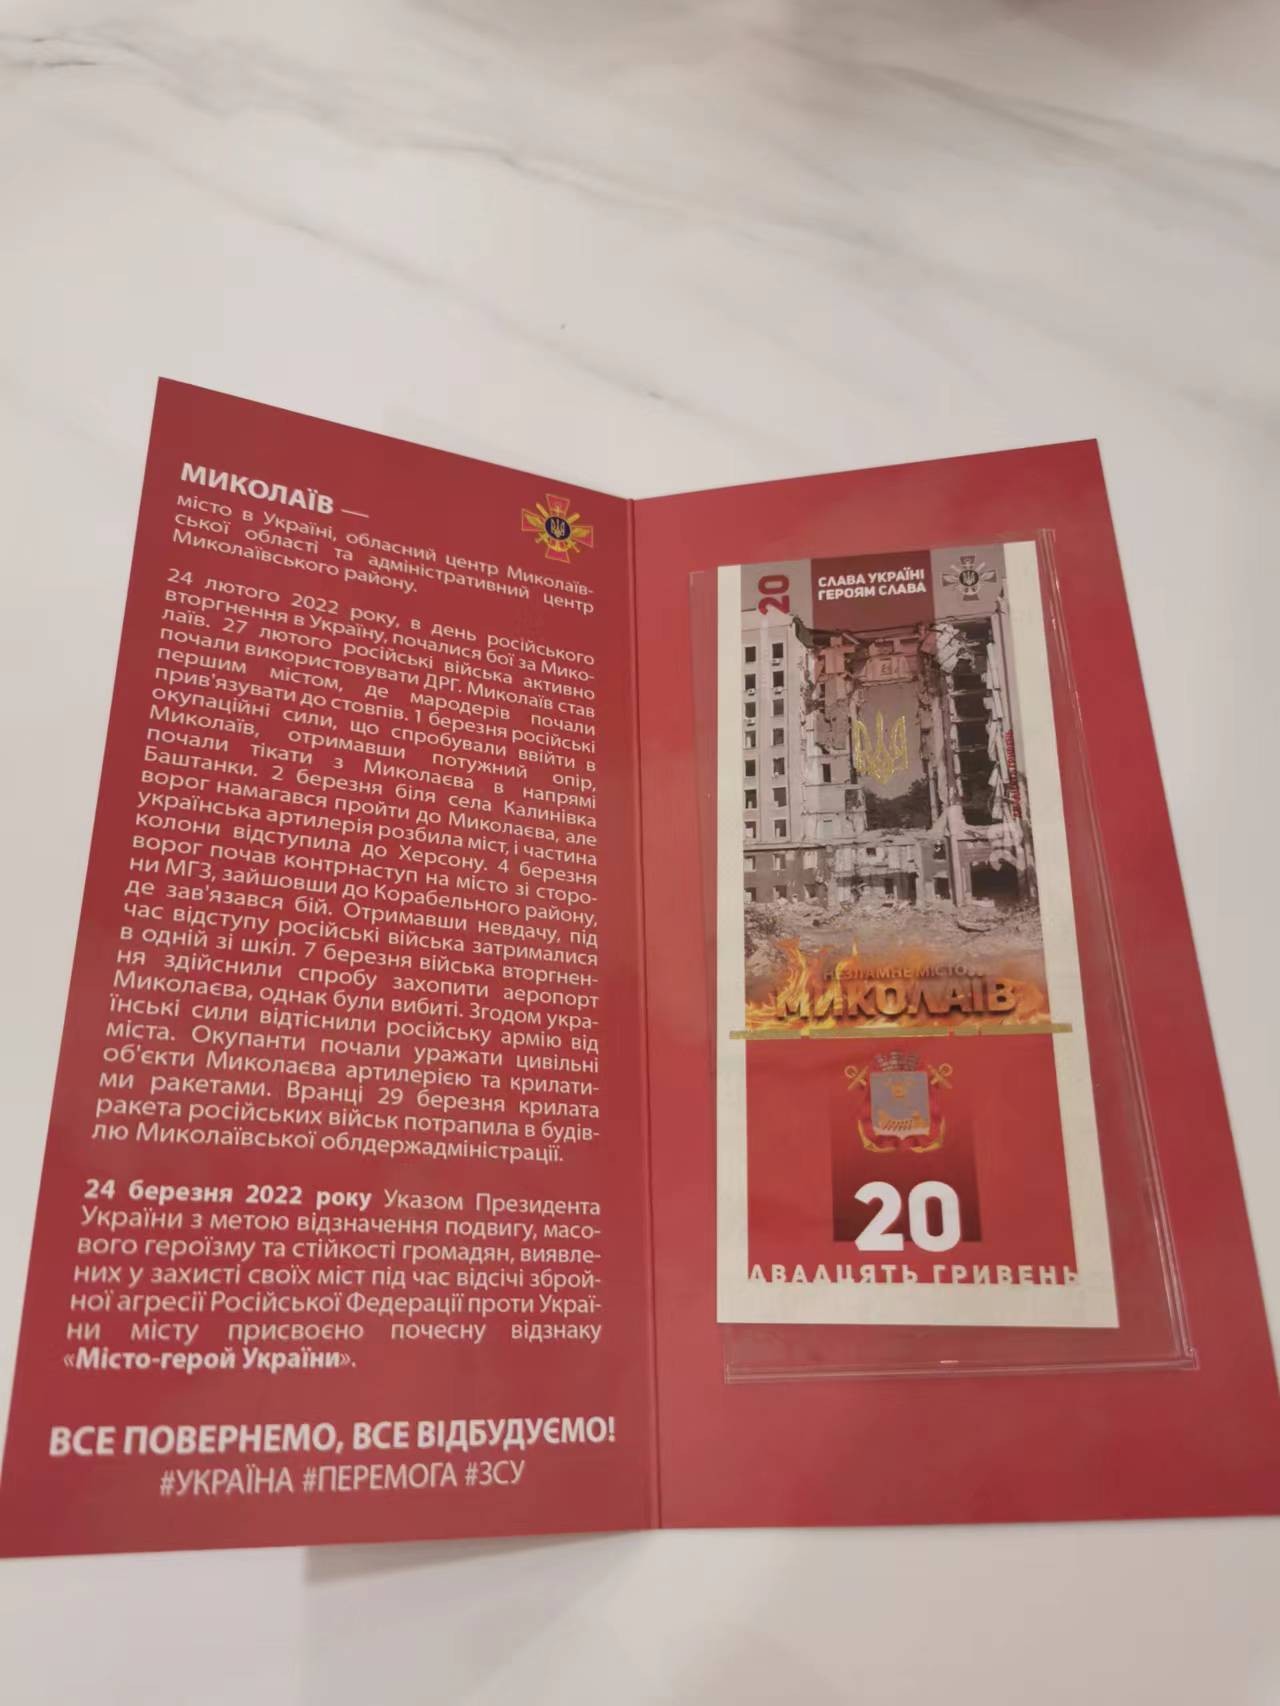 МИКОЛАЇВ —
місто в Україні, обласний центр Миколаїв-
ської області та адміністративний центр
Миколаївського району.
24 лютого 2022 року, в день російського
вторгнення в Україну, почалися бої за Мико-
лаїв. 27 лютого російські війська активно
почали використовувати ДРГ. Миколаїв став
першим містом, де мародерів почали
прив'язувати до стовпів. 1 березня російські
окупаційні сили, що спробували ввійти в
Миколаїв, отримавши потужний опір,
почали тікати з Миколаєва в напрямі
Баштанки. 2 березня біля села Калинівка
ворог намагався пройти до Миколаєва, але
українська артилерія розбила міст, і частина
колони відступила до Херсону. 4 березня
ворог почав контрнаступ на місто зі сторо-
ни МГЗ, зайшовши до Корабельного району,
де зав'язався бій. Отримавши невдачу, під
час відступу російські війська затрималися
в одній зі шкіл. 7 березня війська вторгнен-
ня здійснили спробу захопити аеропорт
Миколаєва, однак були вибиті. Згодом укра-
їнські сили відтіснили російську армію від
міста. Окупанти почали уражати цивільні
об'єкти Миколаєва артилерією та крилати-
ми ракетами. Вранці 29 березня крилата
ракета російських військ потрапила в будів-
лю Миколаївської облдержадміністрації.
24 березня 2022 року Указом Президента
України з метою відзначення подвигу, масо-
вого героїзму та стійкості громадян, виявле-
них у захисті своїх міст під час відсічі зброй-
ної агресії Російської Федерації проти Украї-
ни місту присвоєно почесну відзнаку
«Місто-герой України».
ВСЕ ПОВЕРНЕМО, ВСЕ ВІДБУДУЄМО!
#УКРАЇНА #ПЕРЕМОГА #ЗСУ
20
СЛАВА УКРАЇНІ
ГЕРОЯМ СЛАВА
НЕЗЛАМНЕ МІСТО
МИКОЛАЇВ
20
ДВАДЦЯТЬ ГРИВЕНЬ